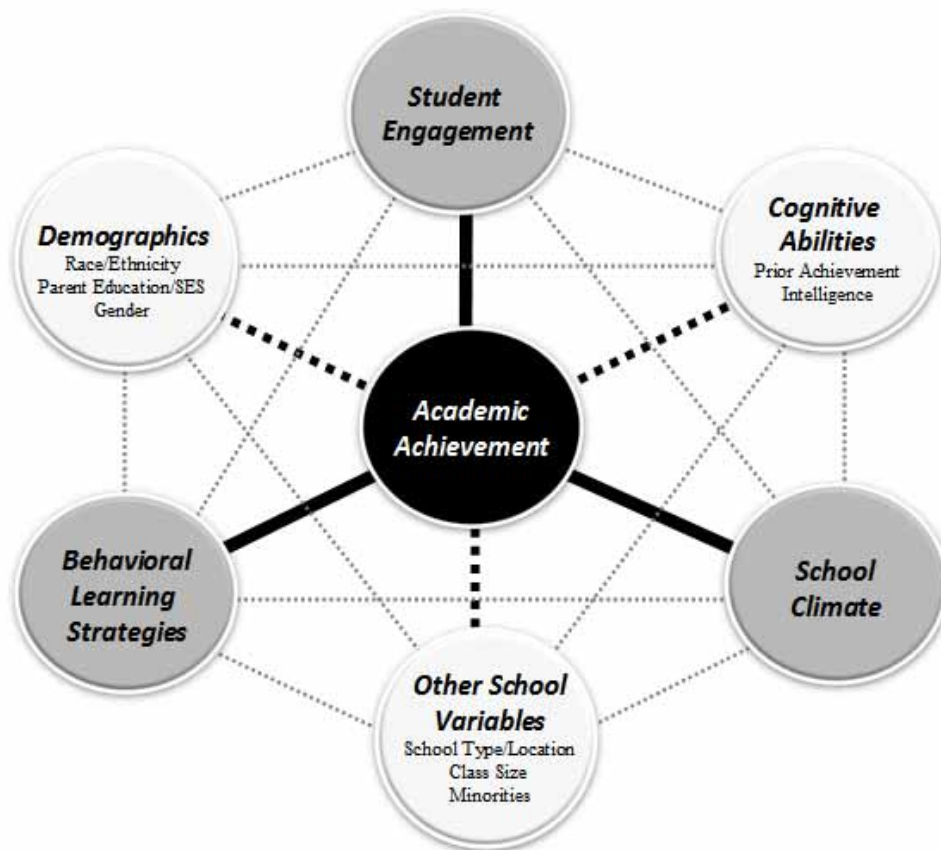 Student
Engagement
Demographics
Race/Ethnicity
Parent Education/SES
Gender
Cognitive
Abilities
Prior Achievement
Intelligence
Academic
Achievement
Behavioral
Learning
Strategies
School
Climate
Other School
Variables
School Type/Location
Class Size
Minorities